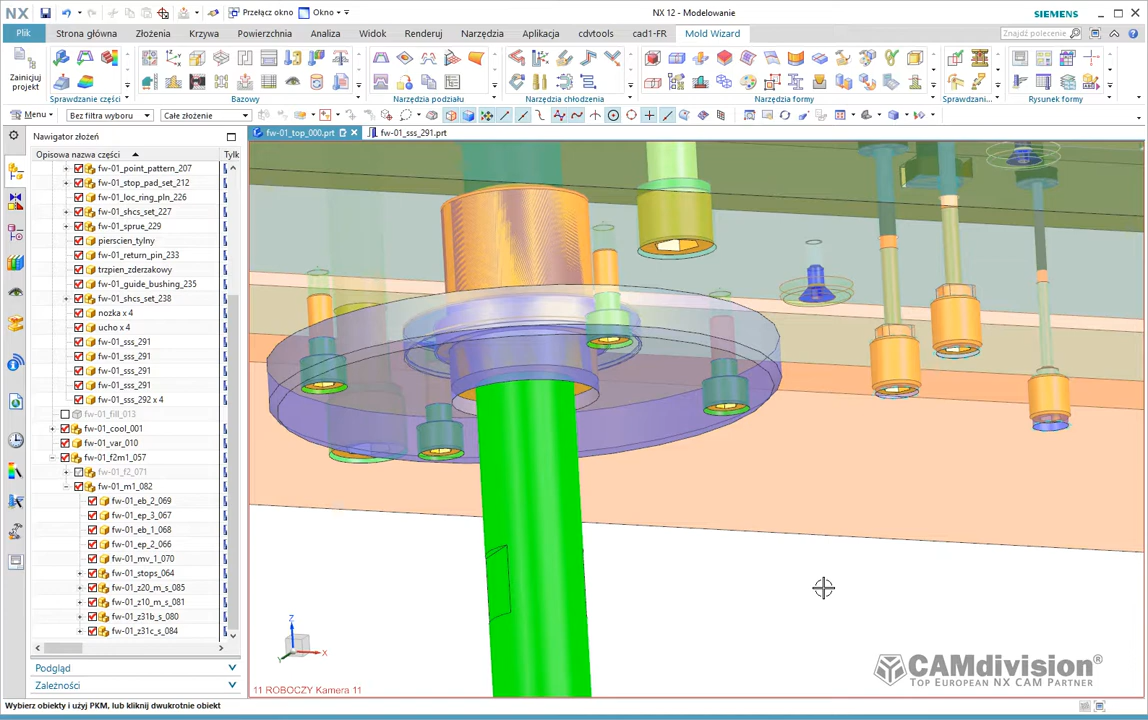 NX
Przełącz okno
Okno
NX 12 - Modelowanie
SIEMENS
Plik
Strona główna
Złożenia
Krzywa
Powierzchnia
Analiza
Widok
Renderuj
Narzędzia
Aplikacja
cdvtools
cad1-FR
Mold Wizard
Znajdź polecenie
Zainicjuj
projekt
Sprawdzanie części
Bazowy
Narzędzia podziału
Narzędzia chłodzenia
Narzędzia formy
Sprawdzani...
Rysunek formy
Menu
Bez filtra wyboru
Całe złożenie
Nawigator złożeń
fw-01_top_000.prt
fw-01_sss_291.prt
Opisowa nazwa części
Tylk
fw-01_point_pattern_207
fw-01_stop_pad_set_212
fw-01_loc_ring_pln_226
fw-01_shcs_set_227
fw-01_sprue_229
pierscien_tylny
fw-01_return_pin_233
trzpien_zderzakowy
fw-01_guide_bushing_235
fw-01_shcs_set_238
nozka x 4
ucho x 4
fw-01_sss_291
fw-01_sss_291
fw-01_sss_291
fw-01_sss_291
fw-01_sss_292 x 4
fw-01_fill_013
fw-01_cool_001
fw-01_var_010
fw-01_f2m1_057
fw-01_f2_071
fw-01_m1_082
fw-01_eb_2_069
fw-01_ep_3_067
fw-01_eb_1_068
fw-01_ep_2_066
fw-01_mv_1_070
fw-01_stops_064
fw-01_z20_m_s_085
fw-01_z10_m_s_081
fw-01_z31b_s_080
fw-01_z31c_s_084
Podgląd
Zależności
Z
X
Y
11 ROBOCZY Kamera 11
CAMdivision®
TOP EUROPEAN NX CAM PARTNER
Wybierz obiekty i użyj PKM, lub kliknij dwukrotnie obiekt